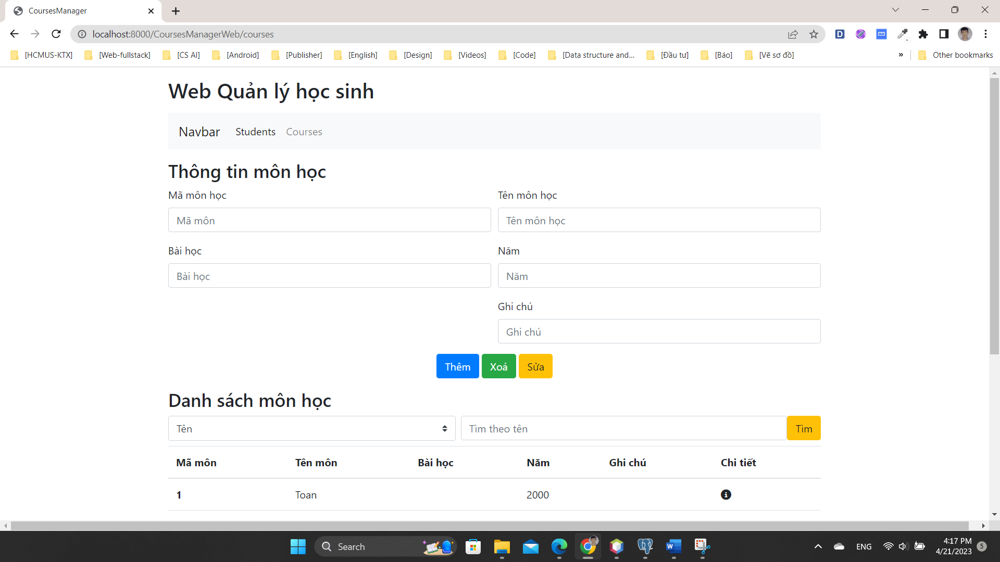 CoursesManager
localhost:8000/CoursesManagerWeb/courses
[HCMUS-KTX] [Web-fullstack] [CS AI] [Android] [Publisher] [English] [Design] [Videos] [Code] [Data structure and... [Đầu tư] [Báo] [Vẽ sơ đồ] » Other bookmarks
Web Quản lý học sinh
Navbar Students Courses
Thông tin môn học
Mã môn học Tên môn học
Mã môn Tên môn học
Bài học Năm
Bài học Năm
Ghi chú
Ghi chú
Thêm Xoá Sửa
Danh sách môn học
Tên Tìm theo tên Tìm
Mã môn Tên môn Bài học Năm Ghi chú Chi tiết
1 Toan 2000
Search ENG 4:17 PM
4/21/2023 5